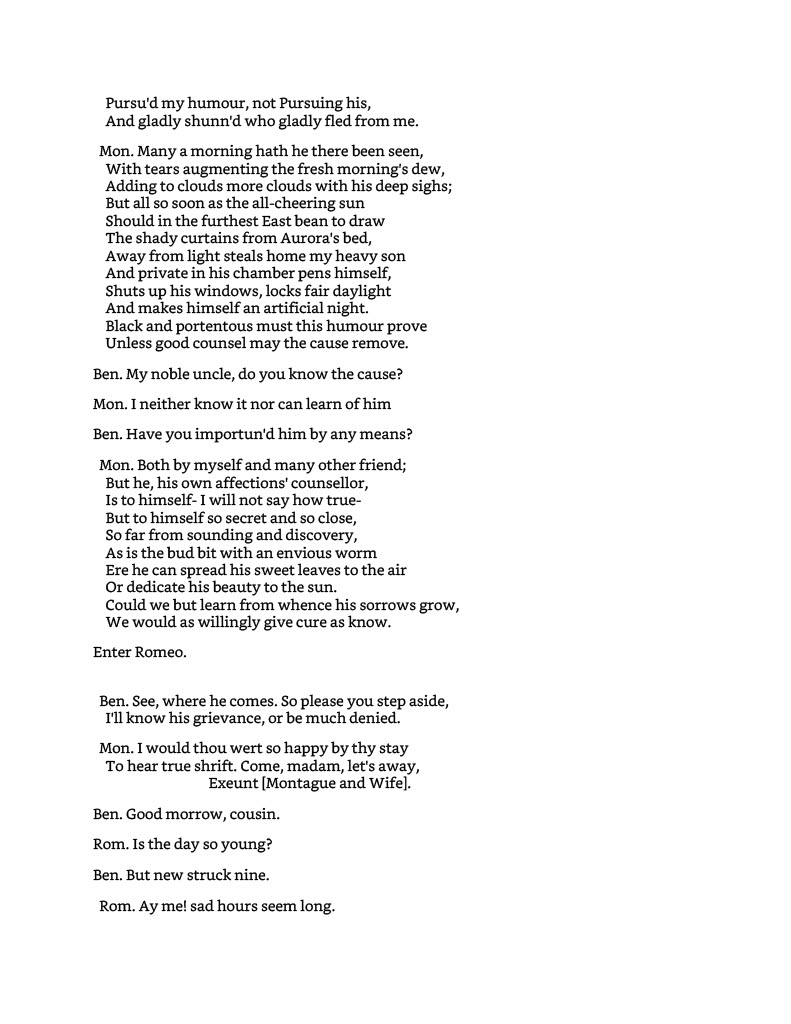 Pursu'd my humour, not Pursuing his,
And gladly shunn'd who gladly fled from me.
Mon. Many a morning hath he there been seen,
With tears augmenting the fresh morning's dew,
Adding to clouds more clouds with his deep sighs;
But all so soon as the all-cheering sun
Should in the furthest East bean to draw
The shady curtains from Aurora's bed,
Away from light steals home my heavy son
And private in his chamber pens himself,
Shuts up his windows, locks fair daylight
And makes himself an artificial night.
Black and portentous must this humour prove
Unless good counsel may the cause remove.
Ben. My noble uncle, do you know the cause?
Mon. I neither know it nor can learn of him
Ben. Have you importun'd him by any means?
Mon. Both by myself and many other friend;
But he, his own affections' counsellor,
Is to himself- I will not say how true-
But to himself so secret and so close,
So far from sounding and discovery,
As is the bud bit with an envious worm
Ere he can spread his sweet leaves to the air
Or dedicate his beauty to the sun.
Could we but learn from whence his sorrows grow,
We would as willingly give cure as know.
Enter Romeo.
Ben. See, where he comes. So please you step aside,
I'll know his grievance, or be much denied.
Mon. I would thou wert so happy by thy stay
To hear true shrift. Come, madam, let's away,
Exeunt [Montague and Wife].
Ben. Good morrow, cousin.
Rom. Is the day so young?
Ben. But new struck nine.
Rom. Ay me! sad hours seem long.